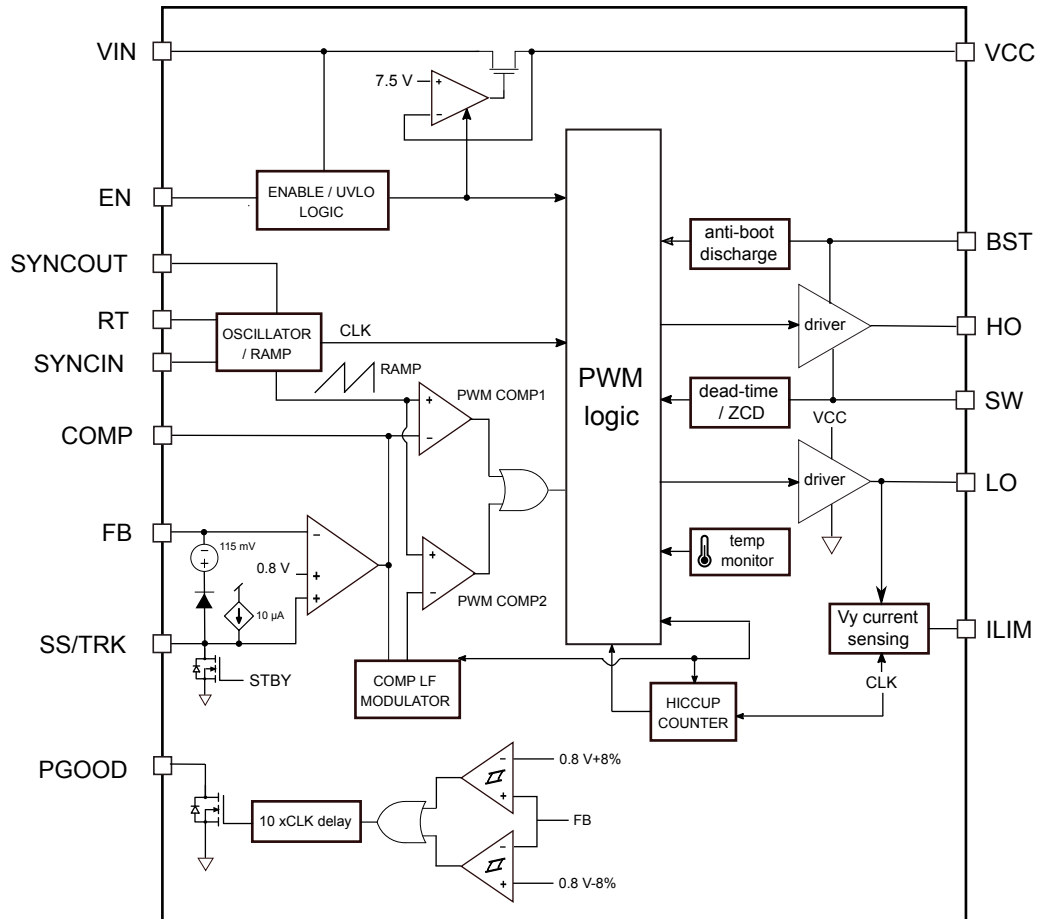 VIN
VCC
7.5 V
+
−
EN
ENABLE / UVLO
LOGIC
anti-boot
discharge
BST
SYNCOUT
RT
OSCILLATOR
/ RAMP
CLK
driver
HO
SYNCIN
RAMP
PWM COMP1
+
−
PWM
logic
dead-time
/ ZCD
SW
VCC
COMP
driver
LO
FB
−
+
115 mV
0.8 V
−
+
+
+
−
PWM COMP2
temp
monitor
10 µA
SS/TRK
STBY
COMP LF
MODULATOR
Vy current
sensing
ILIM
CLK
HICCUP
COUNTER
PGOOD
10 xCLK delay
−
+
0.8 V+8%
FB
−
+
0.8 V-8%